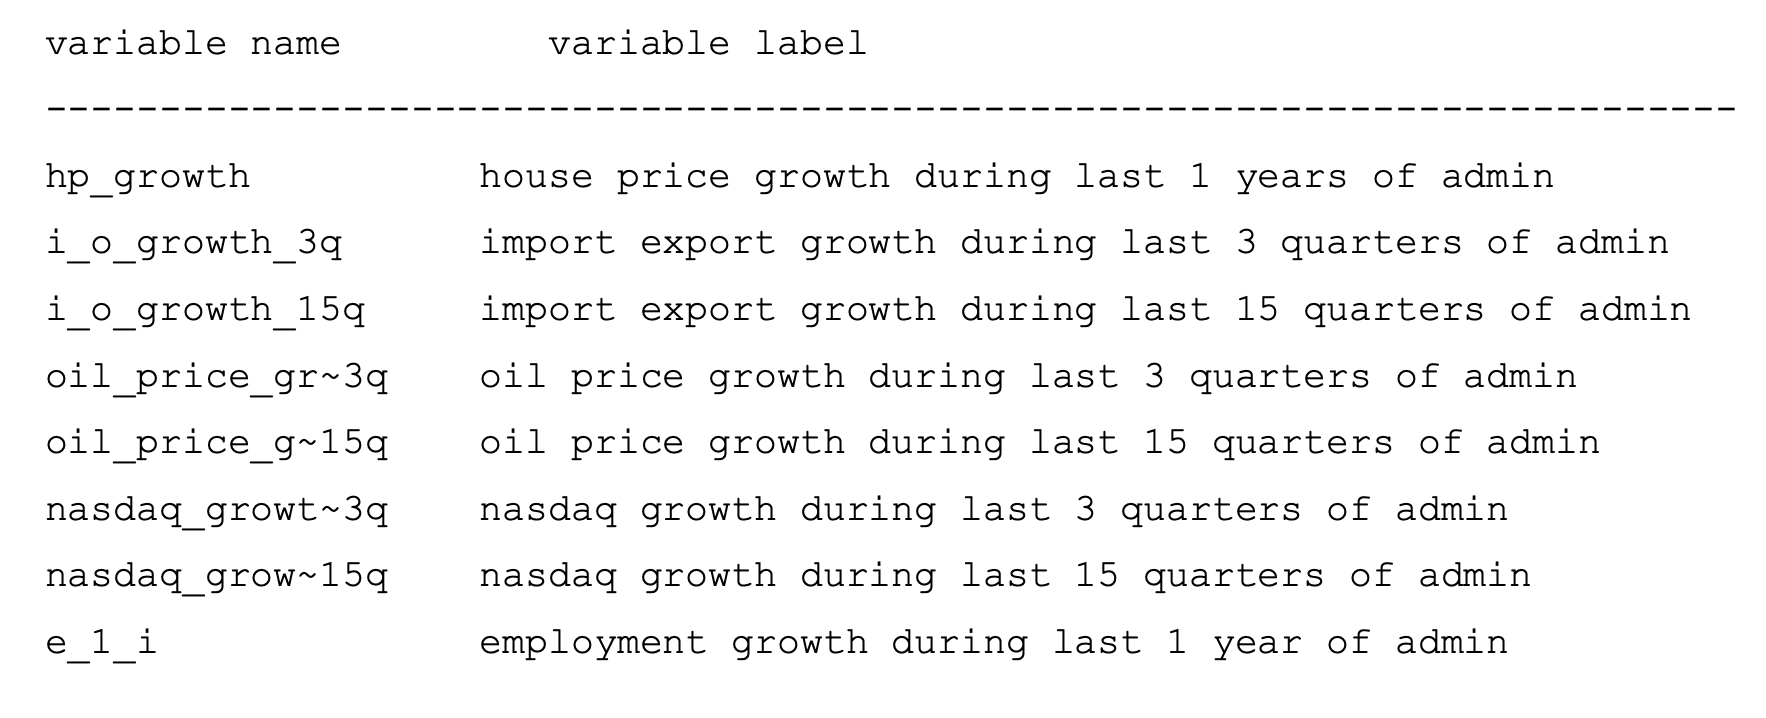 variable name         variable label
--------------------------------------------------------------------------
hp_growth          house price growth during last 1 years of admin
i_o_growth_3q      import export growth during last 3 quarters of admin
i_o_growth_15q     import export growth during last 15 quarters of admin
oil_price_gr~3q    oil price growth during last 3 quarters of admin
oil_price_g~15q    oil price growth during last 15 quarters of admin
nasdaq_growt~3q    nasdaq growth during last 3 quarters of admin
nasdaq_grow~15q    nasdaq growth during last 15 quarters of admin
e_1_i              employment growth during last 1 year of admin